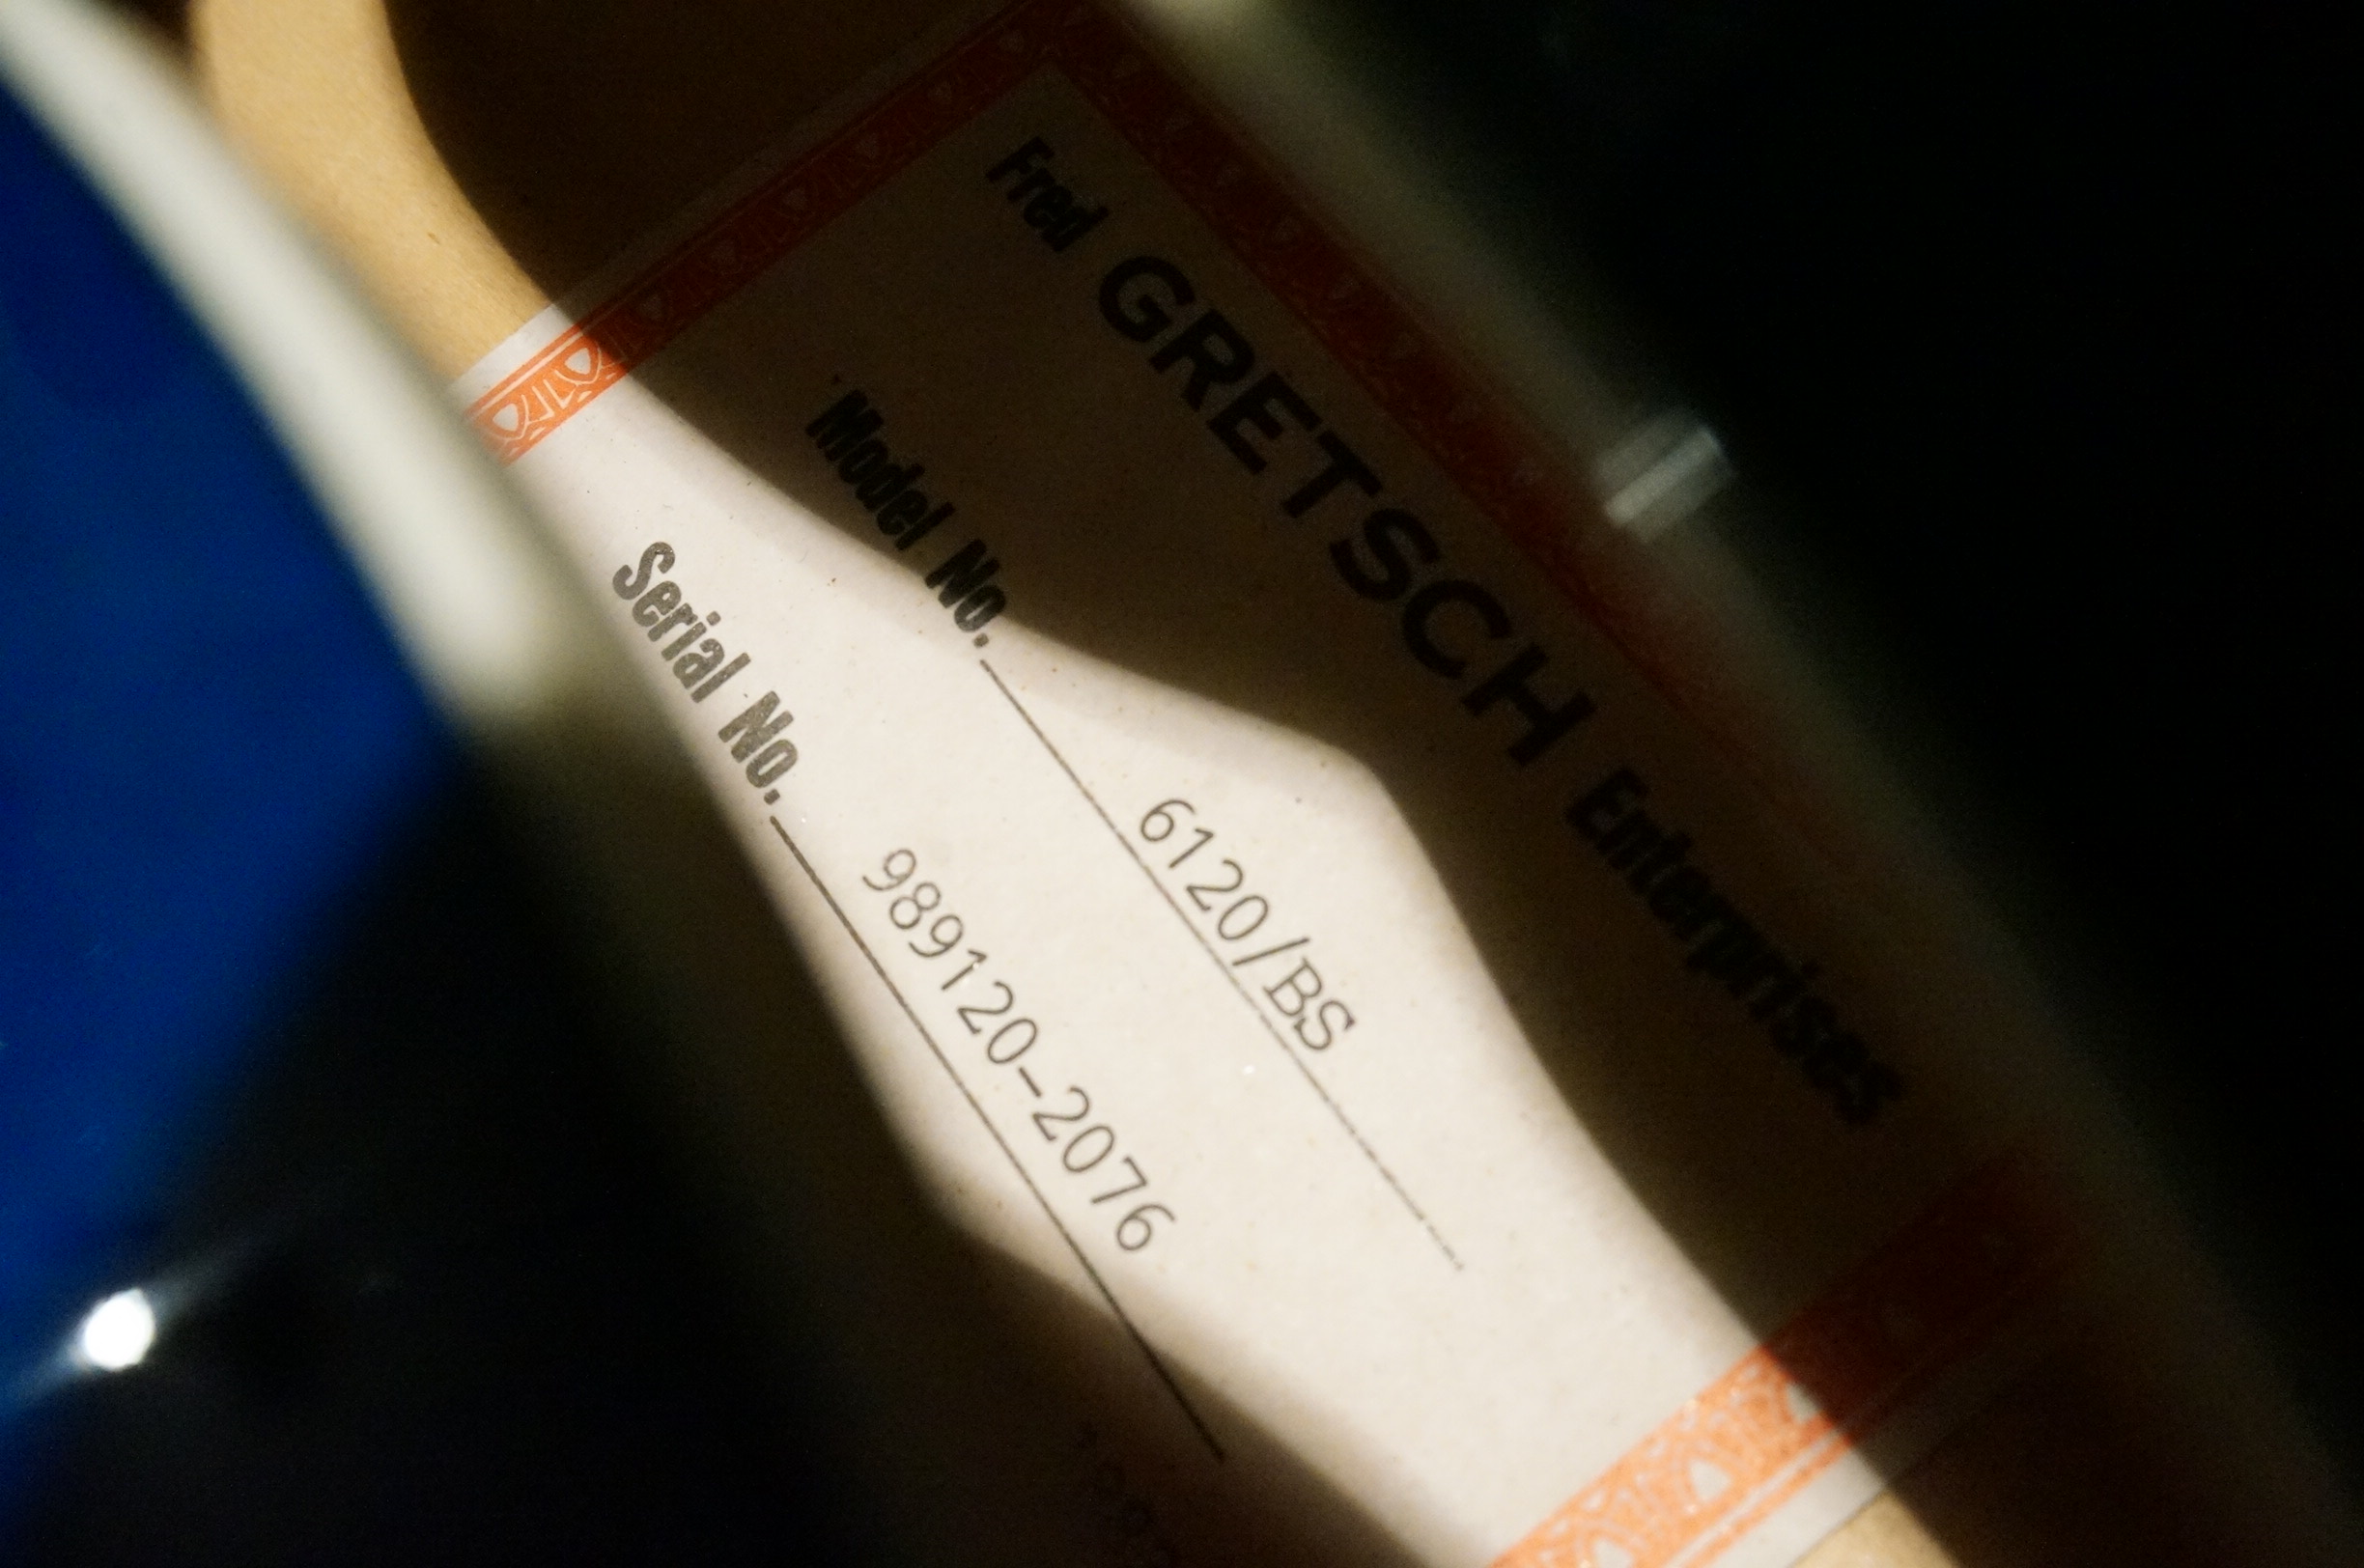 Fred GRETSCH Enterprises
Model No. 6120/BS
Serial No. 989120-2076